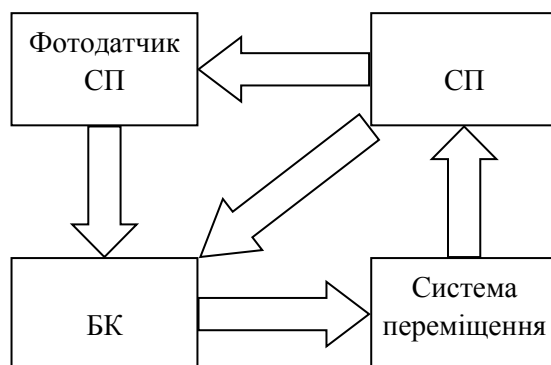 Фотодатчик
СП
СП
БК
Система
переміщення